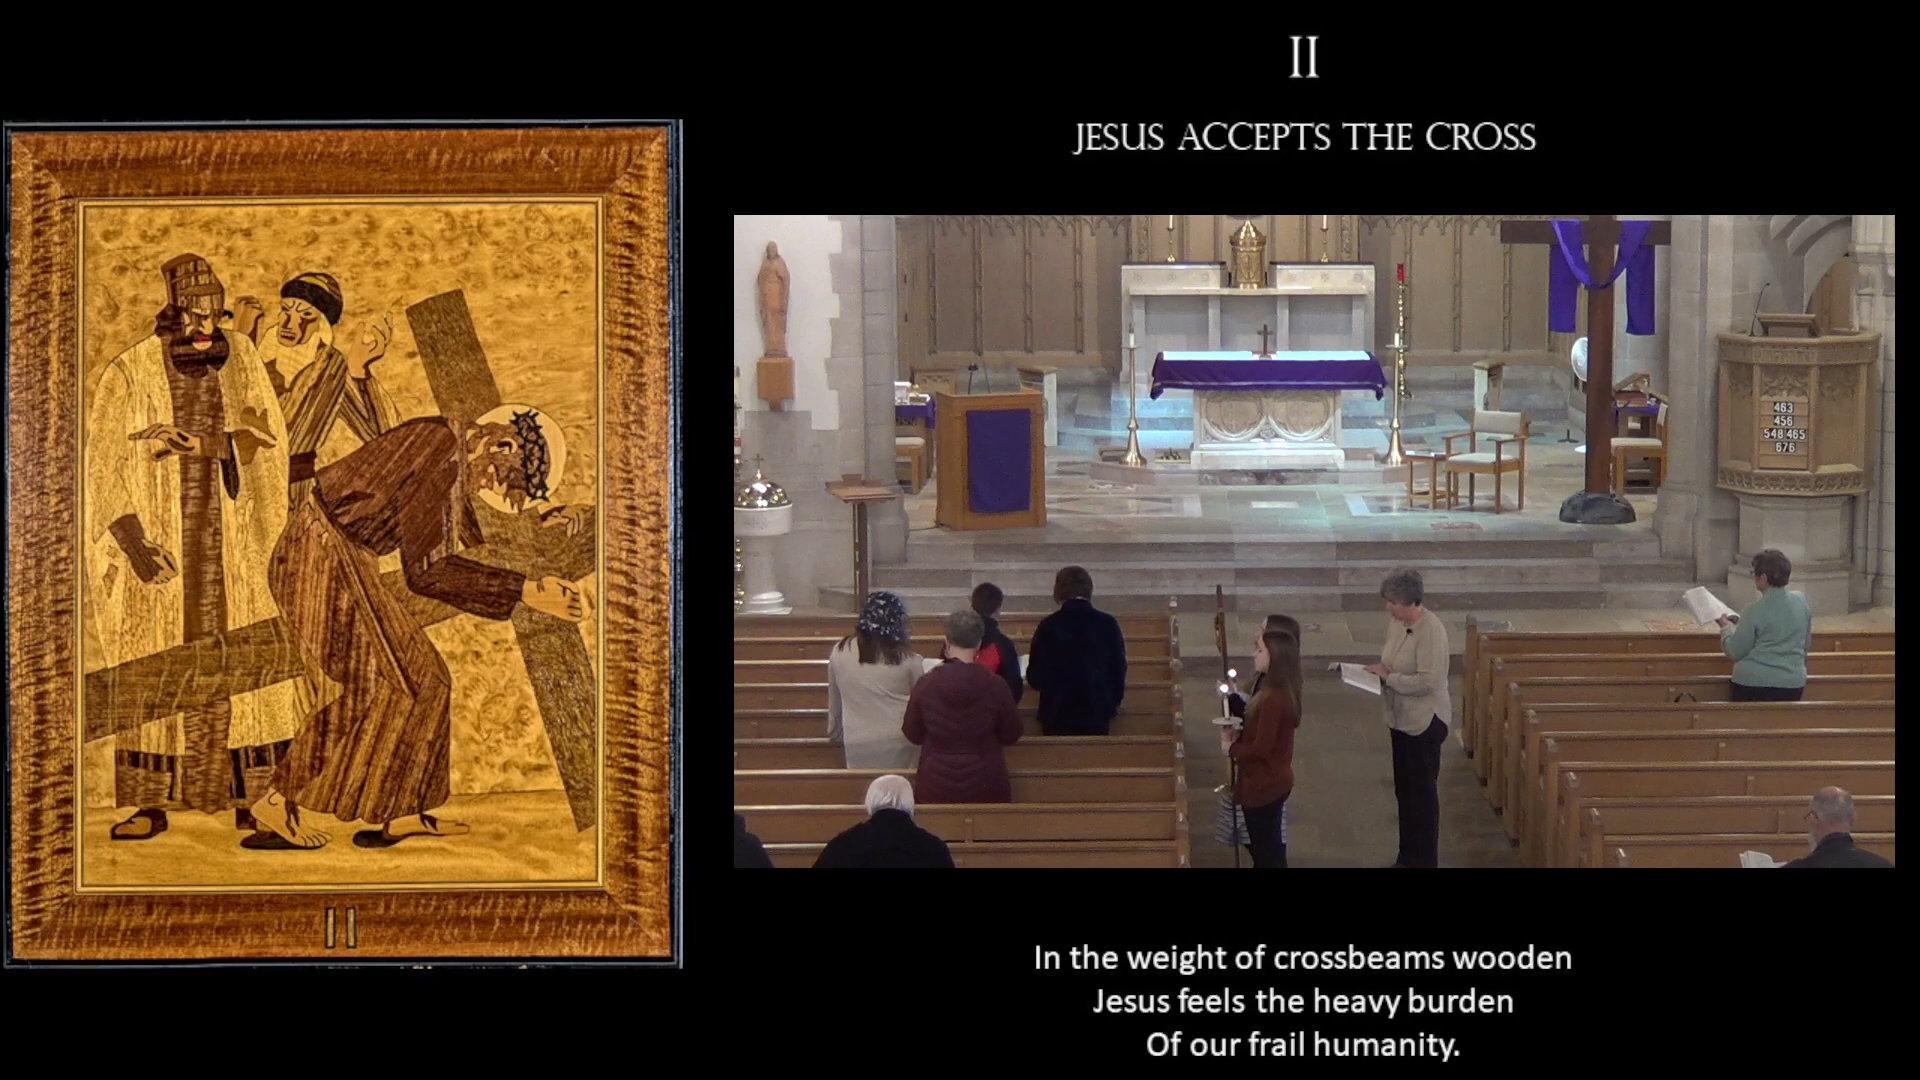 II
JESUS ACCEPTS THE CROSS
463
456
548 465
676
II
In the weight of crossbeams wooden
Jesus feels the heavy burden
Of our frail humanity.